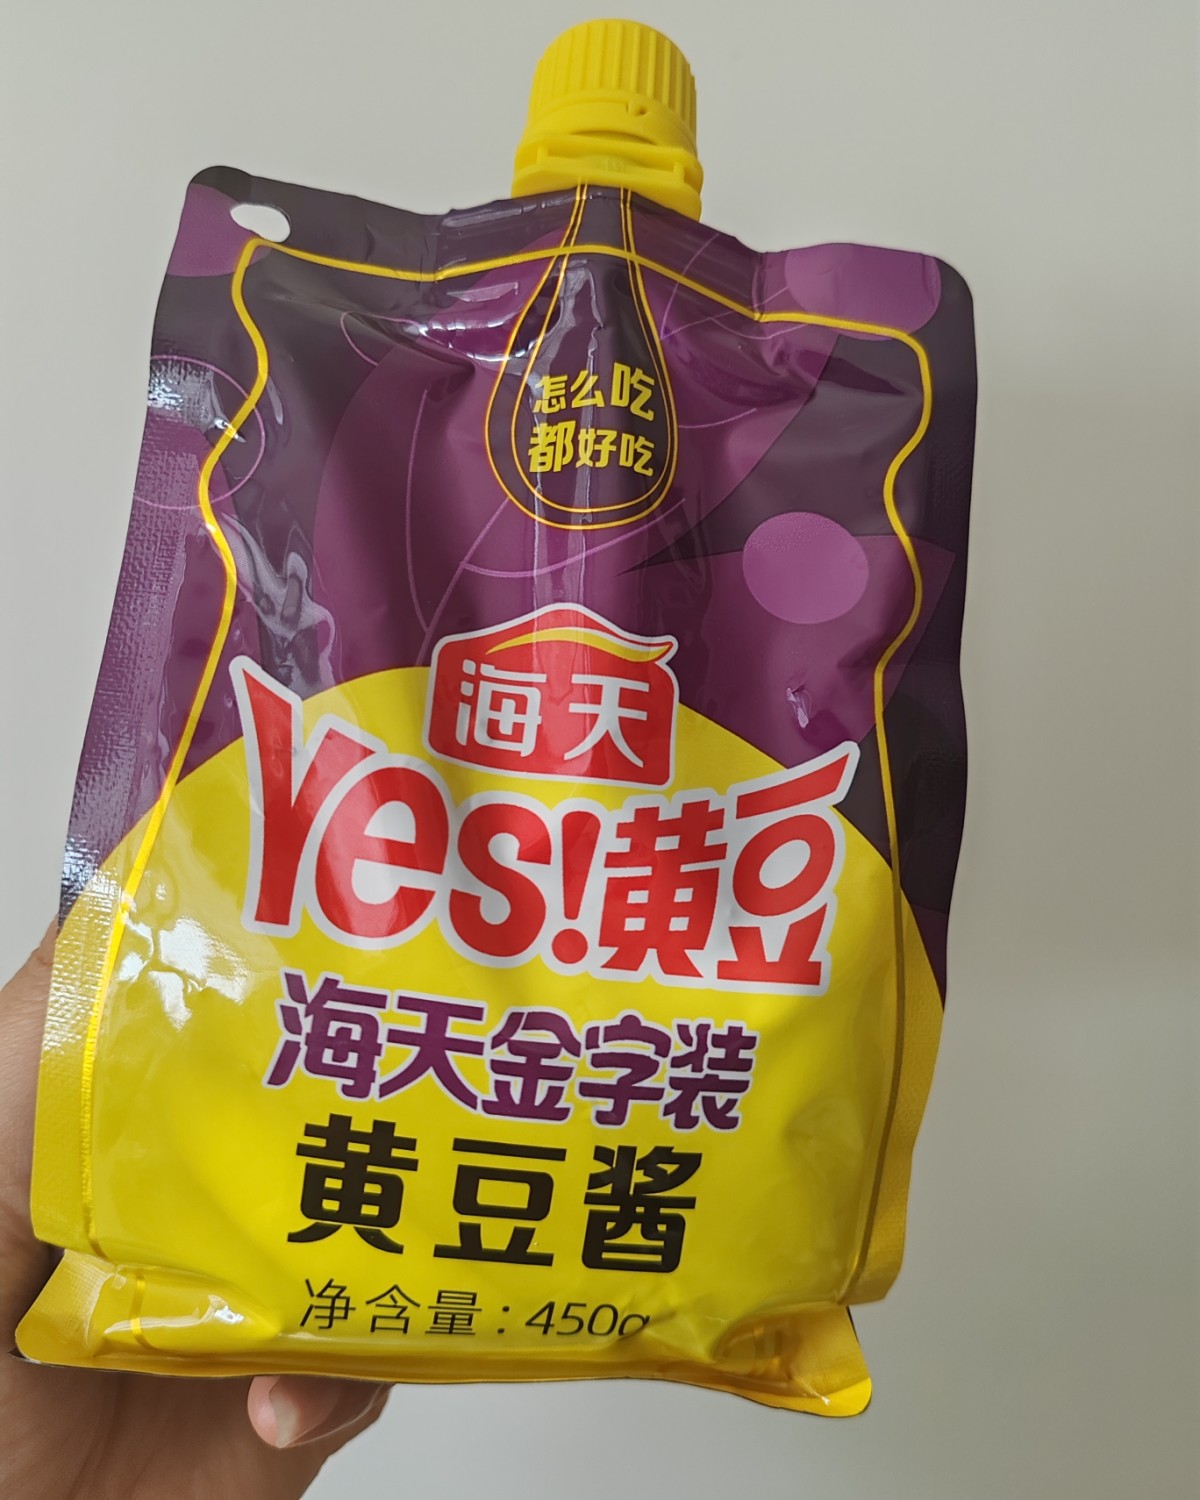 怎么吃
都好吃
海天
Yes!黄豆
海天金字装
黄豆酱
净含量:450g